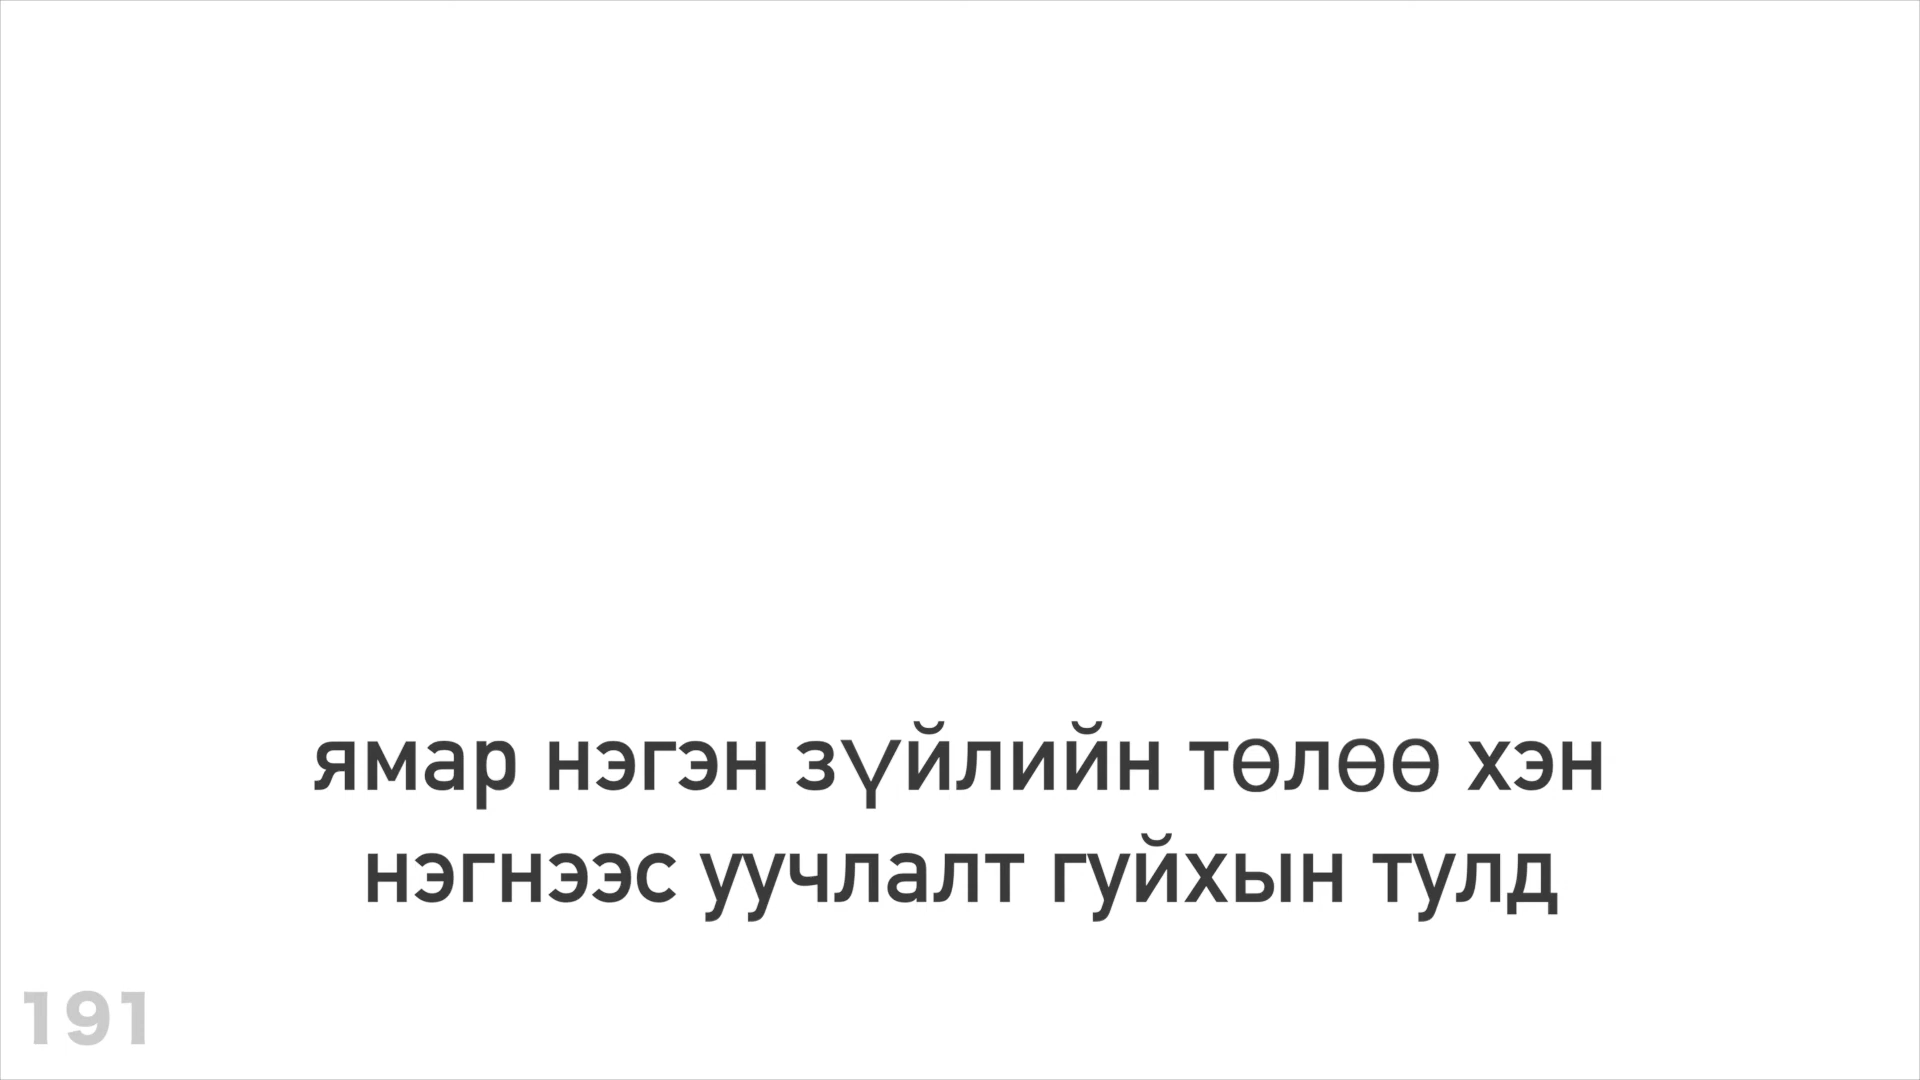 ямар нэгэн зүйлийн төлөө хэн
нэгнээс уучлалт гуйхын тулд
191